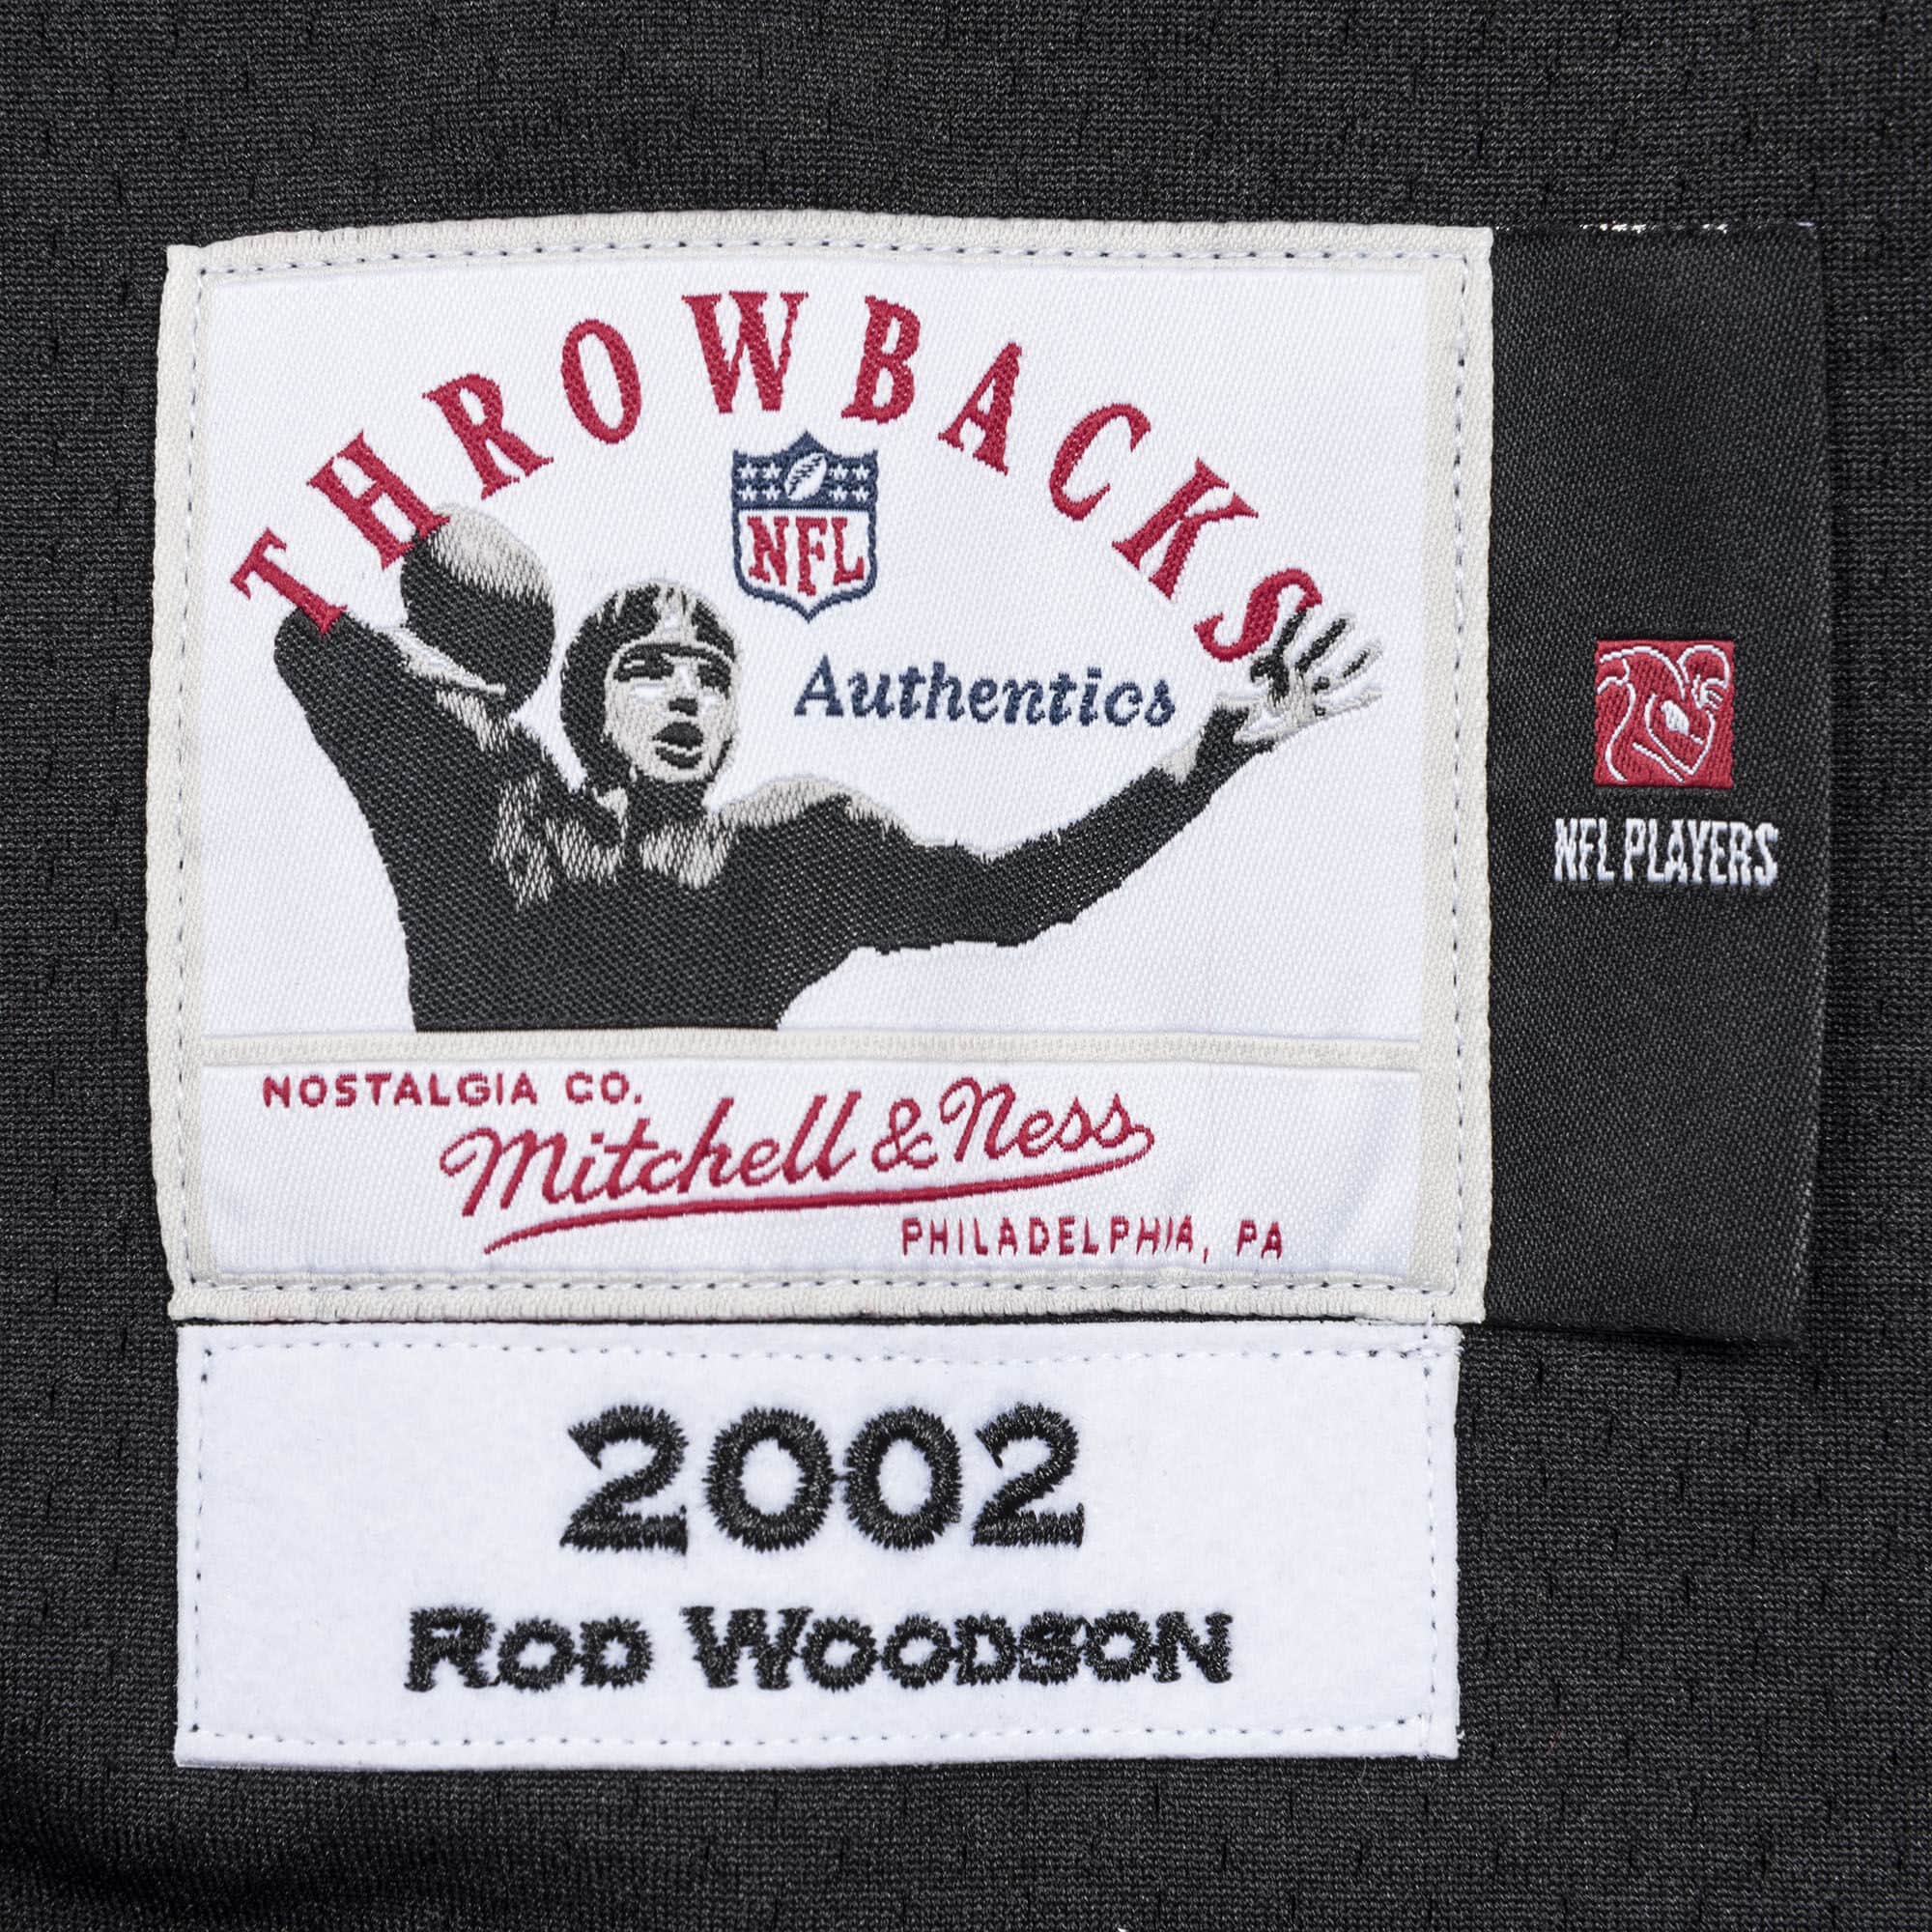 THROWBACKS
NFL
Authentics
NFL PLAYERS
NOSTALGIA CO.
Mitchell & Ness
PHILADELPHIA, PA
2002
ROD WOODSON